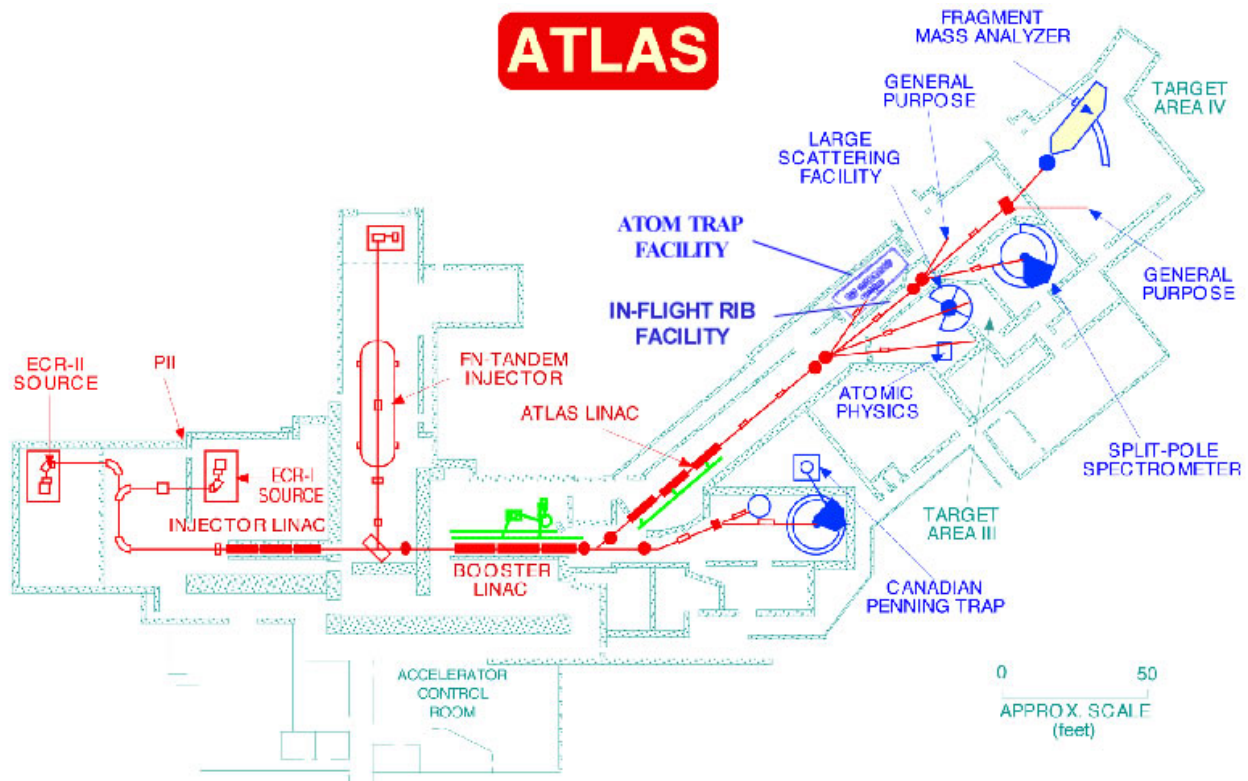 ATLAS
FRAGMENT
MASS ANALYZER
GENERAL
PURPOSE
TARGET
AREA IV
LARGE
SCATTERING
FACILITY
ATOM TRAP
FACILITY
IN-FLIGHT RIB
FACILITY
GENERAL
PURPOSE
ECR-II
SOURCE
PII
FN-TANDEM
INJECTOR
ATLAS LINAC
ATOMIC
PHYSICS
SPLIT-POLE
SPECTROMETER
ECR-I
SOURCE
INJECTOR LINAC
TARGET
AREA III
BOOSTER
LINAC
CANADIAN
PENNING TRAP
ACCELERATOR
CONTROL
ROOM
0 50
APPROX. SCALE
(feet)